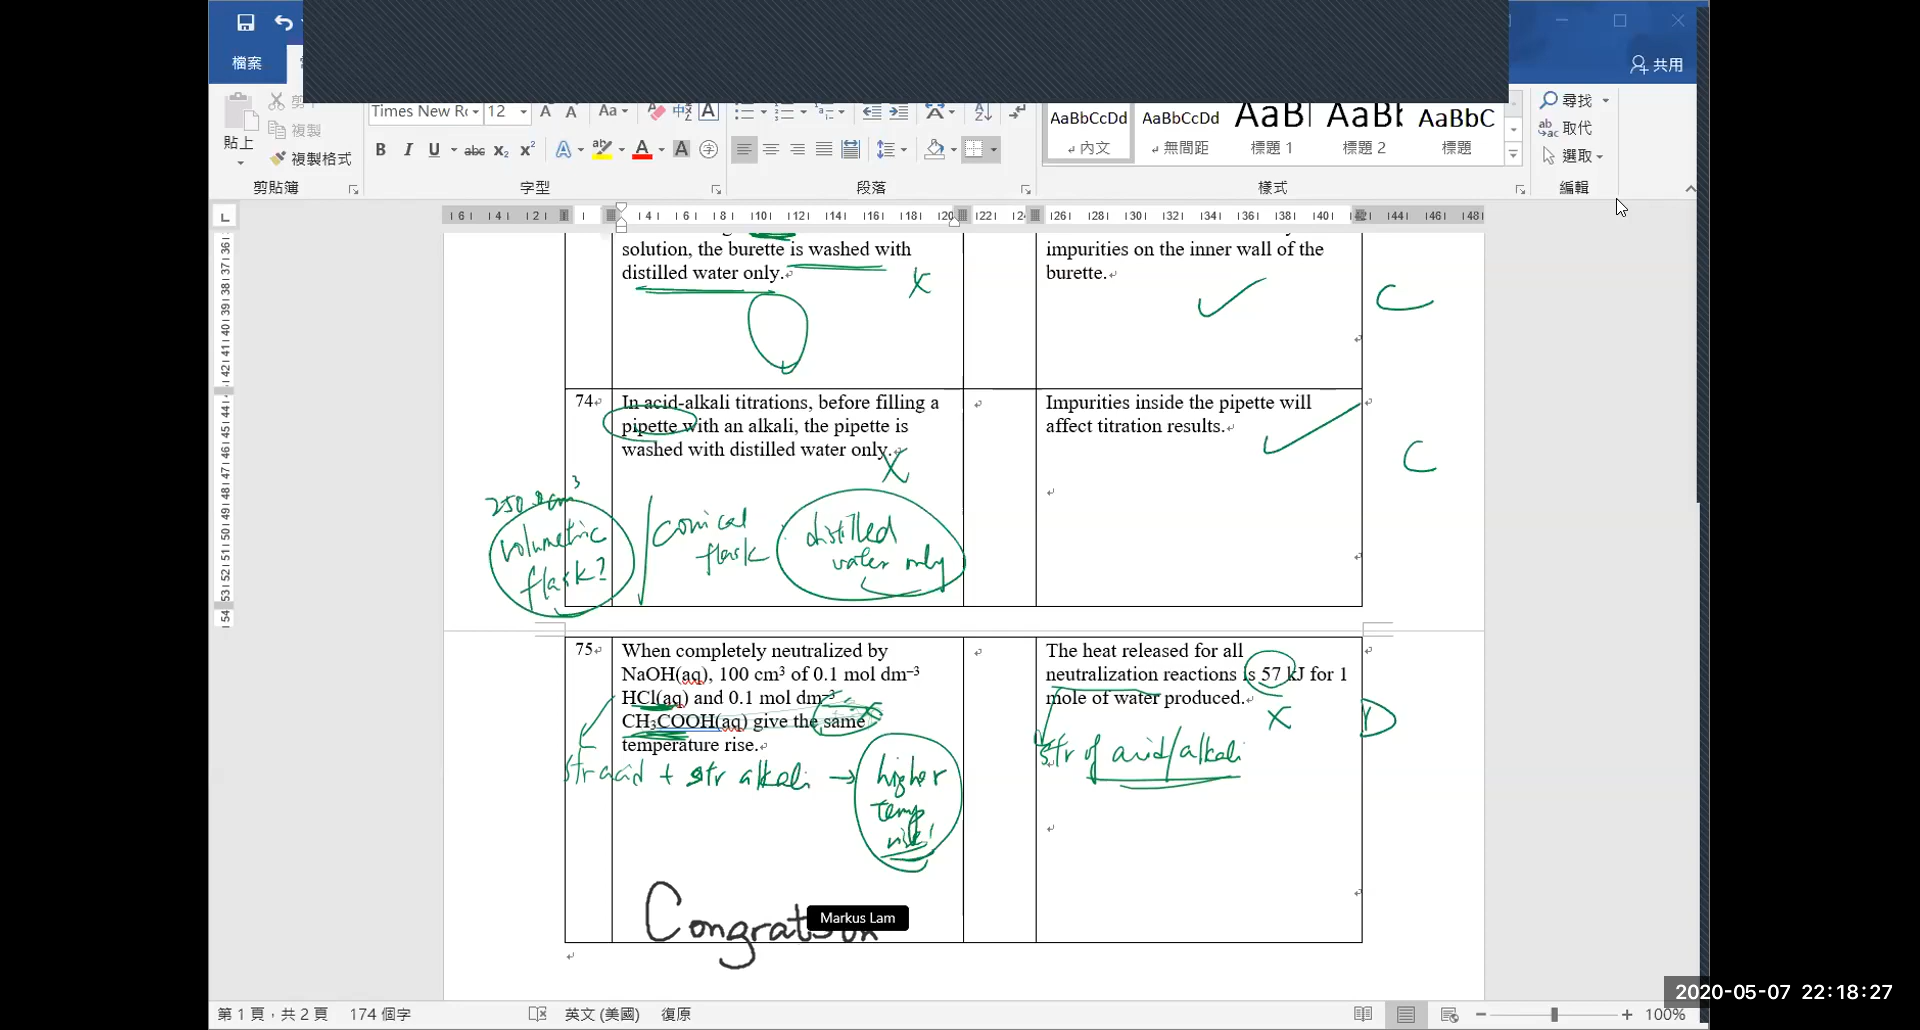 檔案
共用
貼上
剪
複製
複製格式
剪貼簿
Times New Ro
12
字型
段落
AaBbCcDd
內文
AaBbCcDd
無間距
標題 1
標題 2
AaBbC
標題
樣式
尋找
取代
選取
編輯
solution, the burette is washed with
distilled water only.
X
impurities on the inner wall of the
burette.
C
74
In acid-alkali titrations, before filling a
pipette with an alkali, the pipette is
washed with distilled water only.
X
Impurities inside the pipette will
affect titration results.
C
volumetric
flask?
conical
flask
distilled
water only
75
When completely neutralized by
NaOH(aq), 100 cm³ of 0.1 mol dm⁻³
HCl(aq) and 0.1 mol dm⁻³
CH₃COOH(aq) give the same
temperature rise.
str acid + str alkali → higher
temp
rise!
The heat released for all
neutralization reactions is 57 kJ for 1
mole of water produced.
X
D
str of acid/alkali
Markus Lam
第 1 頁，共 2 頁
174 個字
英文 (美國)
復原
100%
2020-05-07 22:18:27